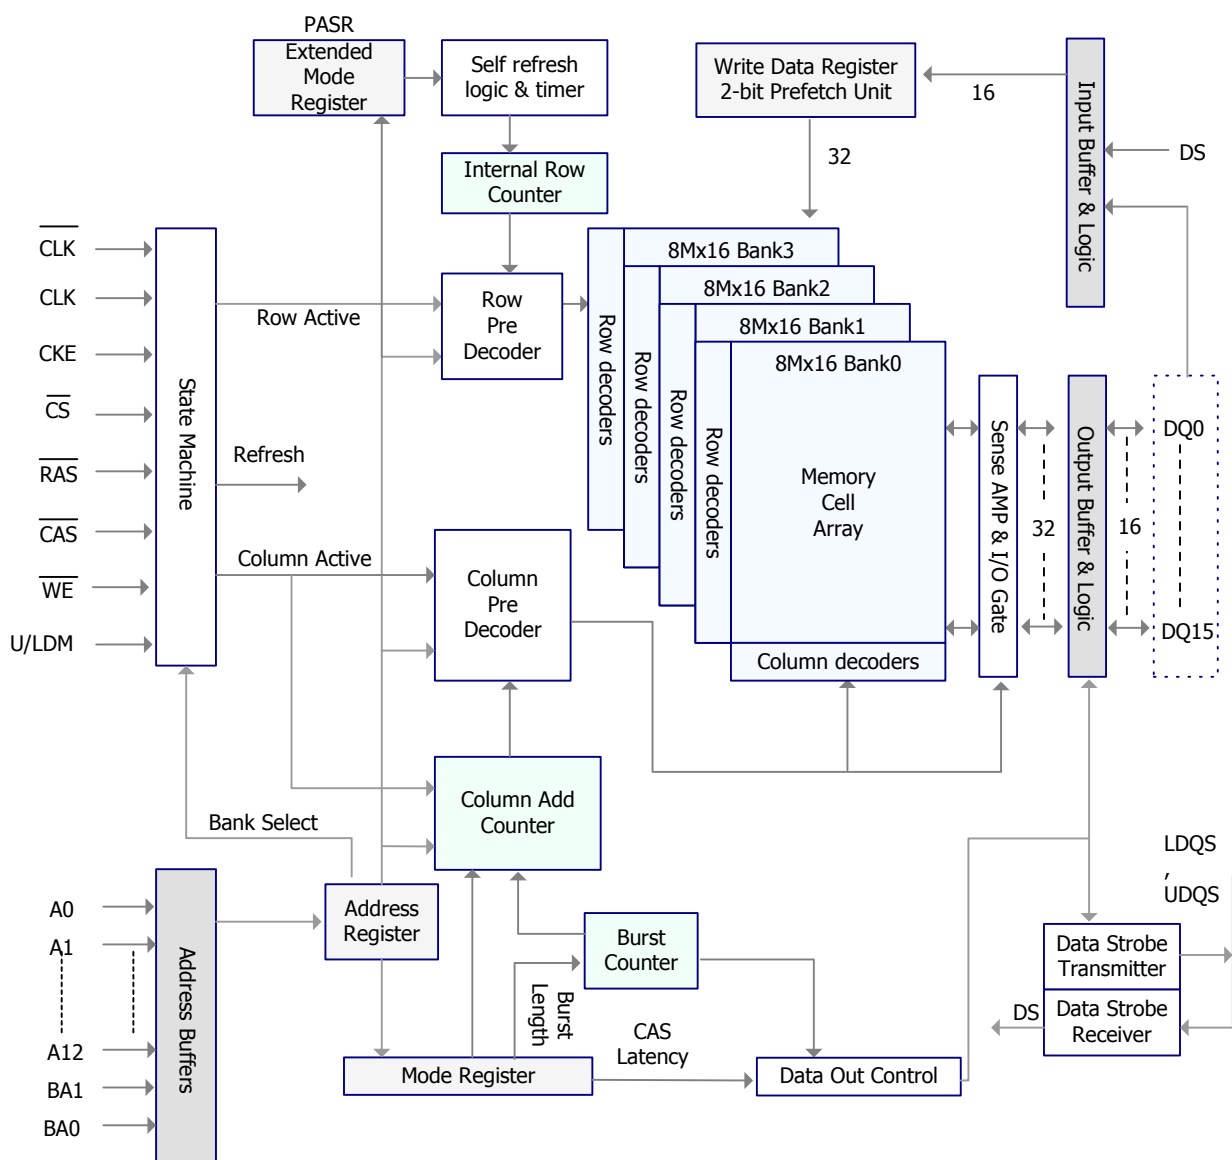 PASR
Extended
Mode
Register
Self refresh
logic & timer
Write Data Register
2-bit Prefetch Unit
16
Input Buffer & Logic
DS
32
Internal Row
Counter
CLK
CLK
CKE
CS
RAS
CAS
WE
U/LDM
State Machine
Row Active
Refresh
Column Active
Row
Pre
Decoder
8Mx16 Bank3
8Mx16 Bank2
8Mx16 Bank1
8Mx16 Bank0
Row decoders
Row decoders
Row decoders
Row decoders
Memory
Cell
Array
Column decoders
Sense AMP & I/O Gate
32
Output Buffer & Logic
16
DQ0
DQ15
Column
Pre
Decoder
Column Add
Counter
Bank Select
A0
A1
A12
BA1
BA0
Address Buffers
Address
Register
Burst
Counter
Burst
Length
CAS
Latency
Mode Register
Data Out Control
LDQS
,
UDQS
Data Strobe
Transmitter
Data Strobe
Receiver
DS